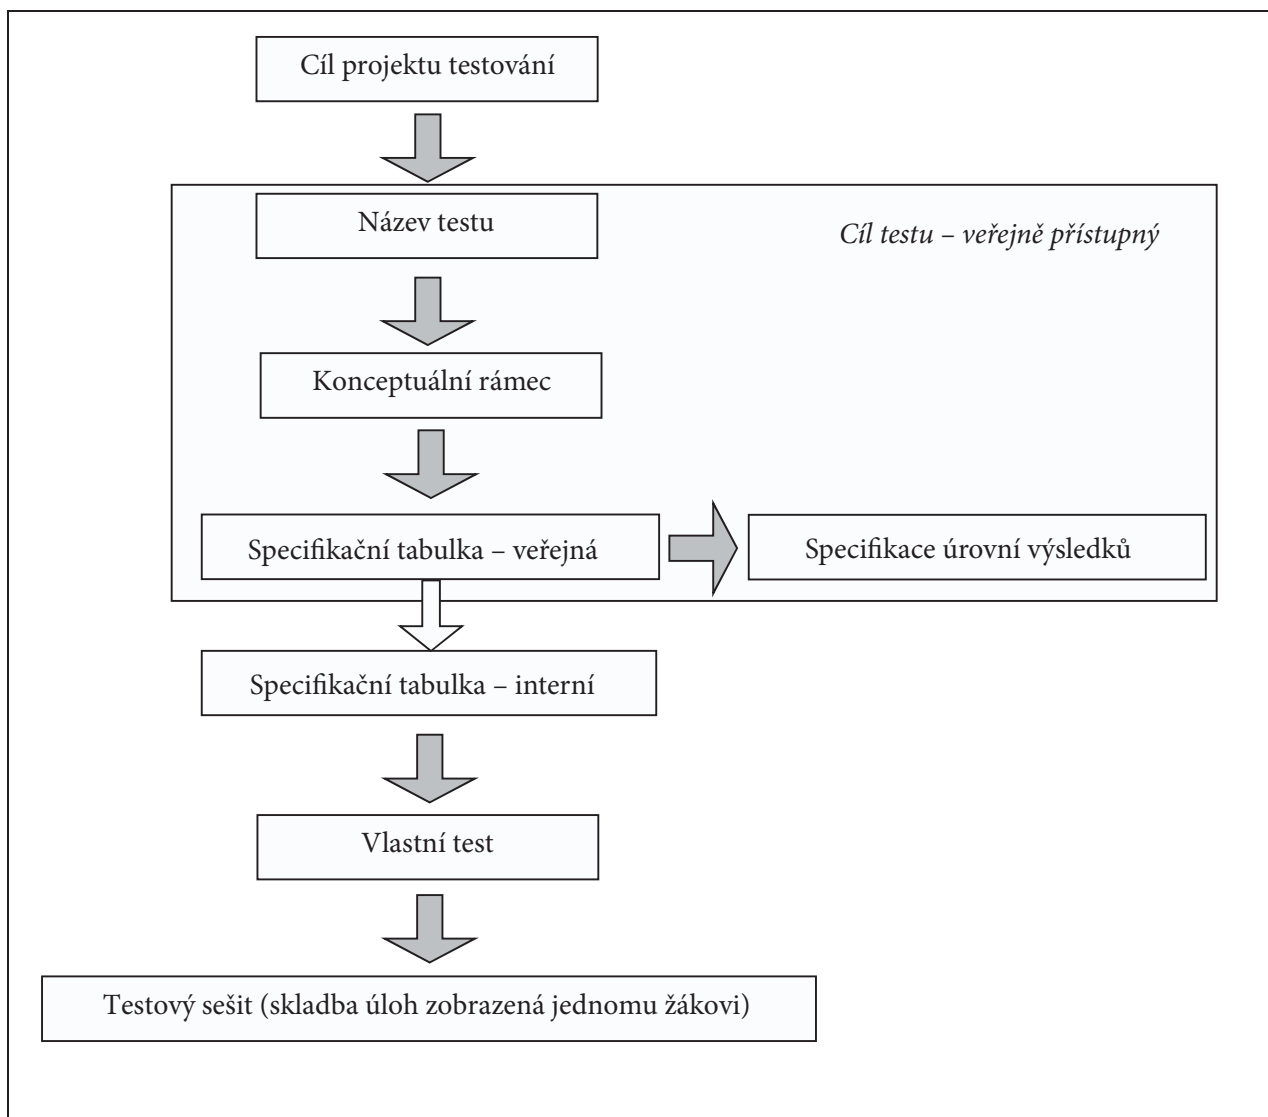 Cíl projektu testování
Název testu
Cíl testu – veřejně přístupný
Konceptuální rámec
Specifikační tabulka – veřejná
Specifikace úrovní výsledků
Specifikační tabulka – interní
Vlastní test
Testový sešit (skladba úloh zobrazená jednomu žákovi)